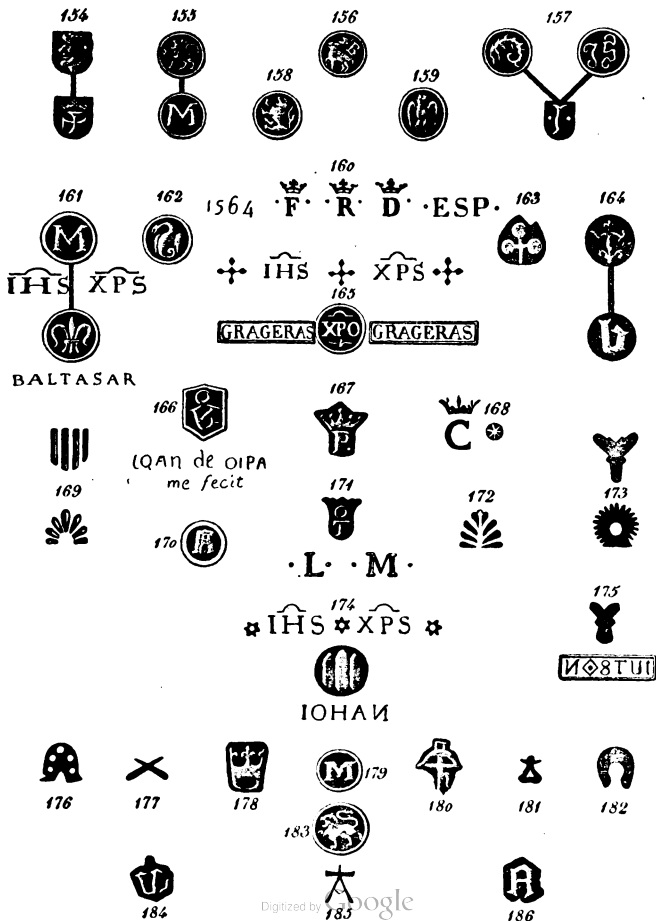 154 155 156 157
158 159
M
B
J
160
1564 · F · R · D · ESP ·
161 162 163 164
M
IHS XPS
IHS XPS
165
GRAGERAS XPO GRAGERAS
BALTASAR
166 167 168
P C
IQAn de OIPA
me fecit
169 171 172 173
170
· L · · M ·
174 175
IHS XPS
IOHAN
176 177 178 M 179 180 181 182
183
184 185 186
A
Digitized by Google